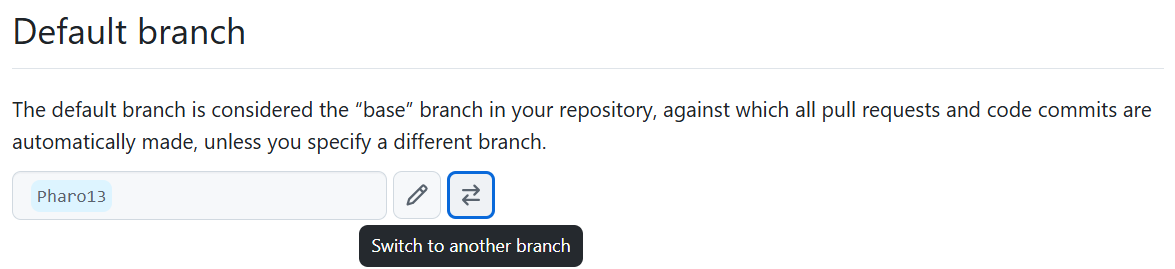 Default branch
The default branch is considered the “base” branch in your repository, against which all pull requests and code commits are
automatically made, unless you specify a different branch.
Pharo13
Switch to another branch